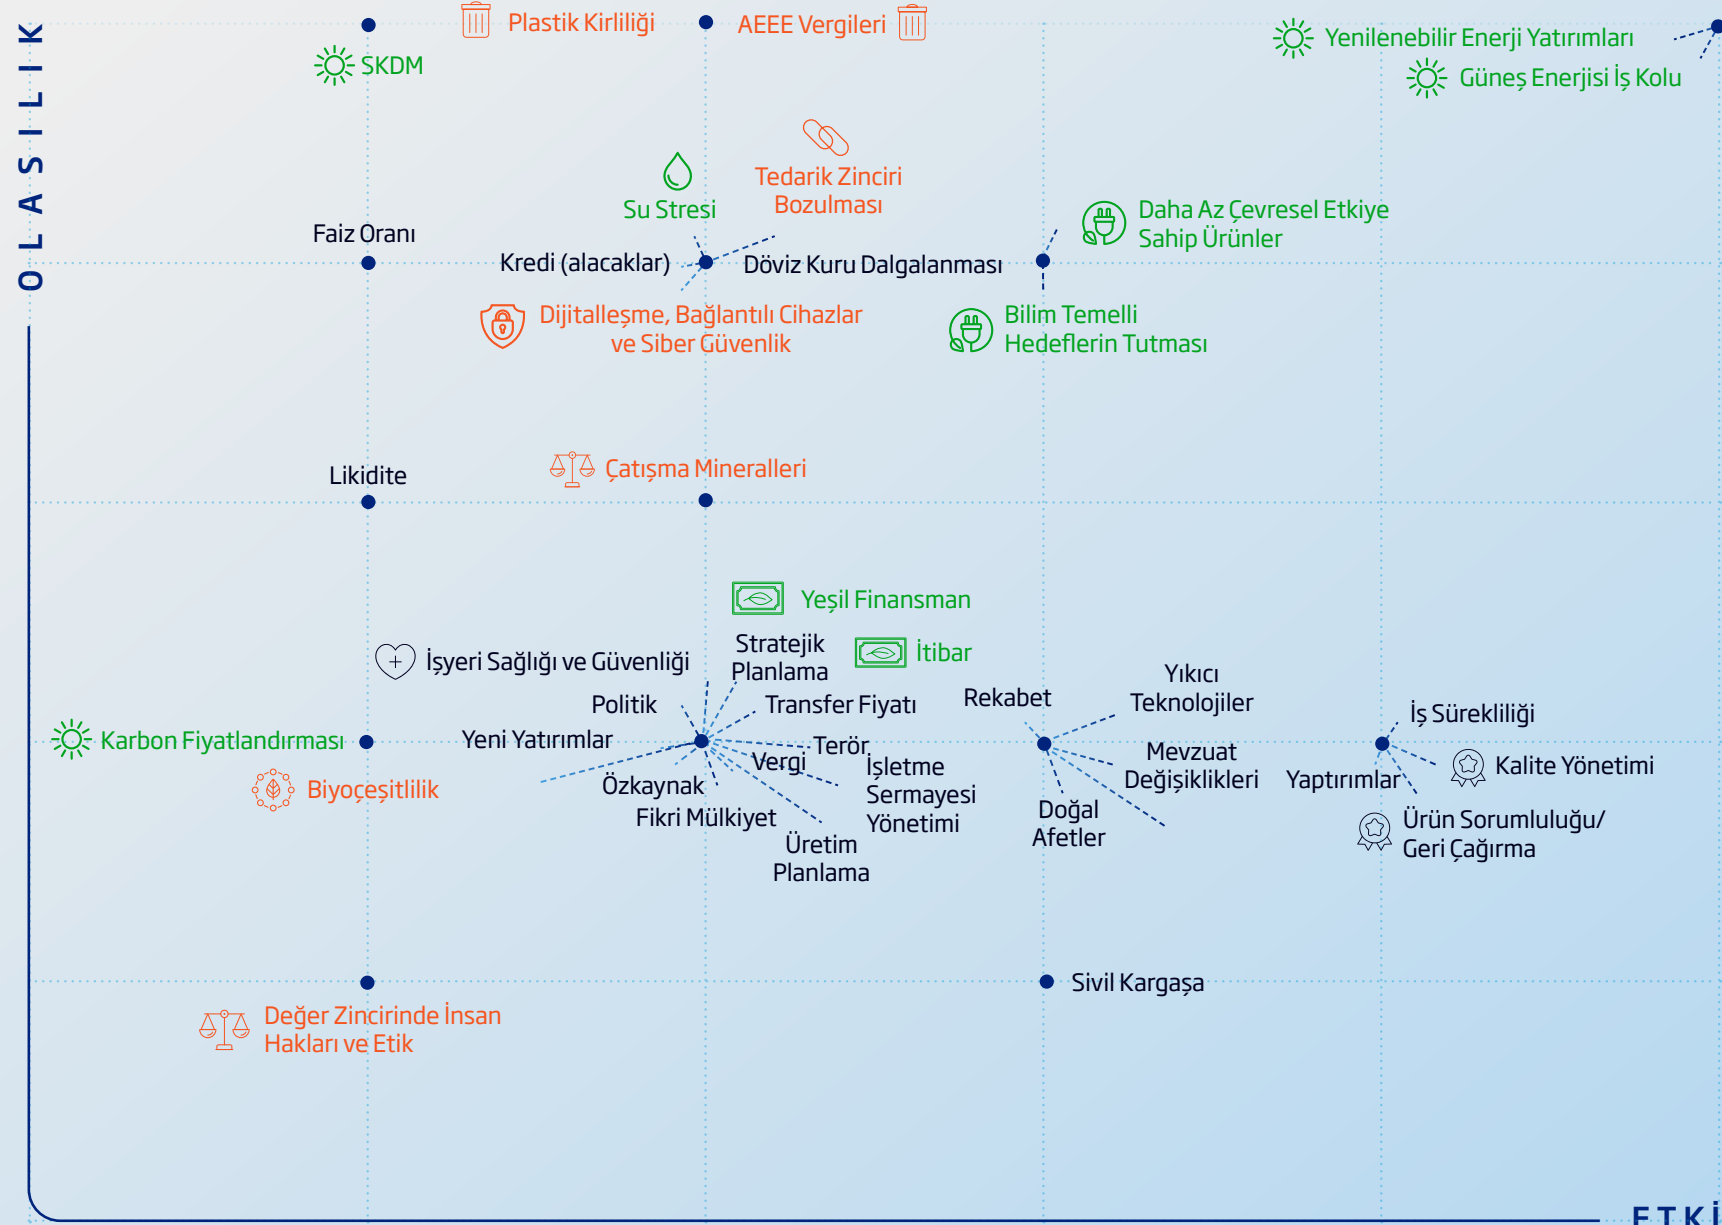 OLASILIK
Plastik Kirliliği
AEEE Vergileri
SKDM
Yenilenebilir Enerji Yatırımları
Güneş Enerjisi İş Kolu
Su Stresi
Tedarik Zinciri
Bozulması
Daha Az Çevresel Etkiye
Sahip Ürünler
Faiz Oranı
Kredi (alacaklar)
Döviz Kuru Dalgalanması
Dijitalleşme, Bağlantılı Cihazlar
ve Siber Güvenlik
Bilim Temelli
Hedeflerin Tutması
Likidite
Çatışma Mineralleri
Yeşil Finansman
İşyeri Sağlığı ve Güvenliği
Stratejik
Planlama
İtibar
Politik
Transfer Fiyatı
Rekabet
Yıkıcı
Teknolojiler
İş Sürekliliği
Karbon Fiyatlandırması
Yeni Yatırımlar
Terör
Vergi
İşletme
Sermayesi
Yönetimi
Mevzuat
Değişiklikleri
Yaptırımlar
Kalite Yönetimi
Biyoçeşitlilik
Özkaynak
Fikri Mülkiyet
Üretim
Planlama
Doğal
Afetler
Ürün Sorumluluğu/
Geri Çağırma
Sivil Kargaşa
Değer Zincirinde İnsan
Hakları ve Etik
ETKİ